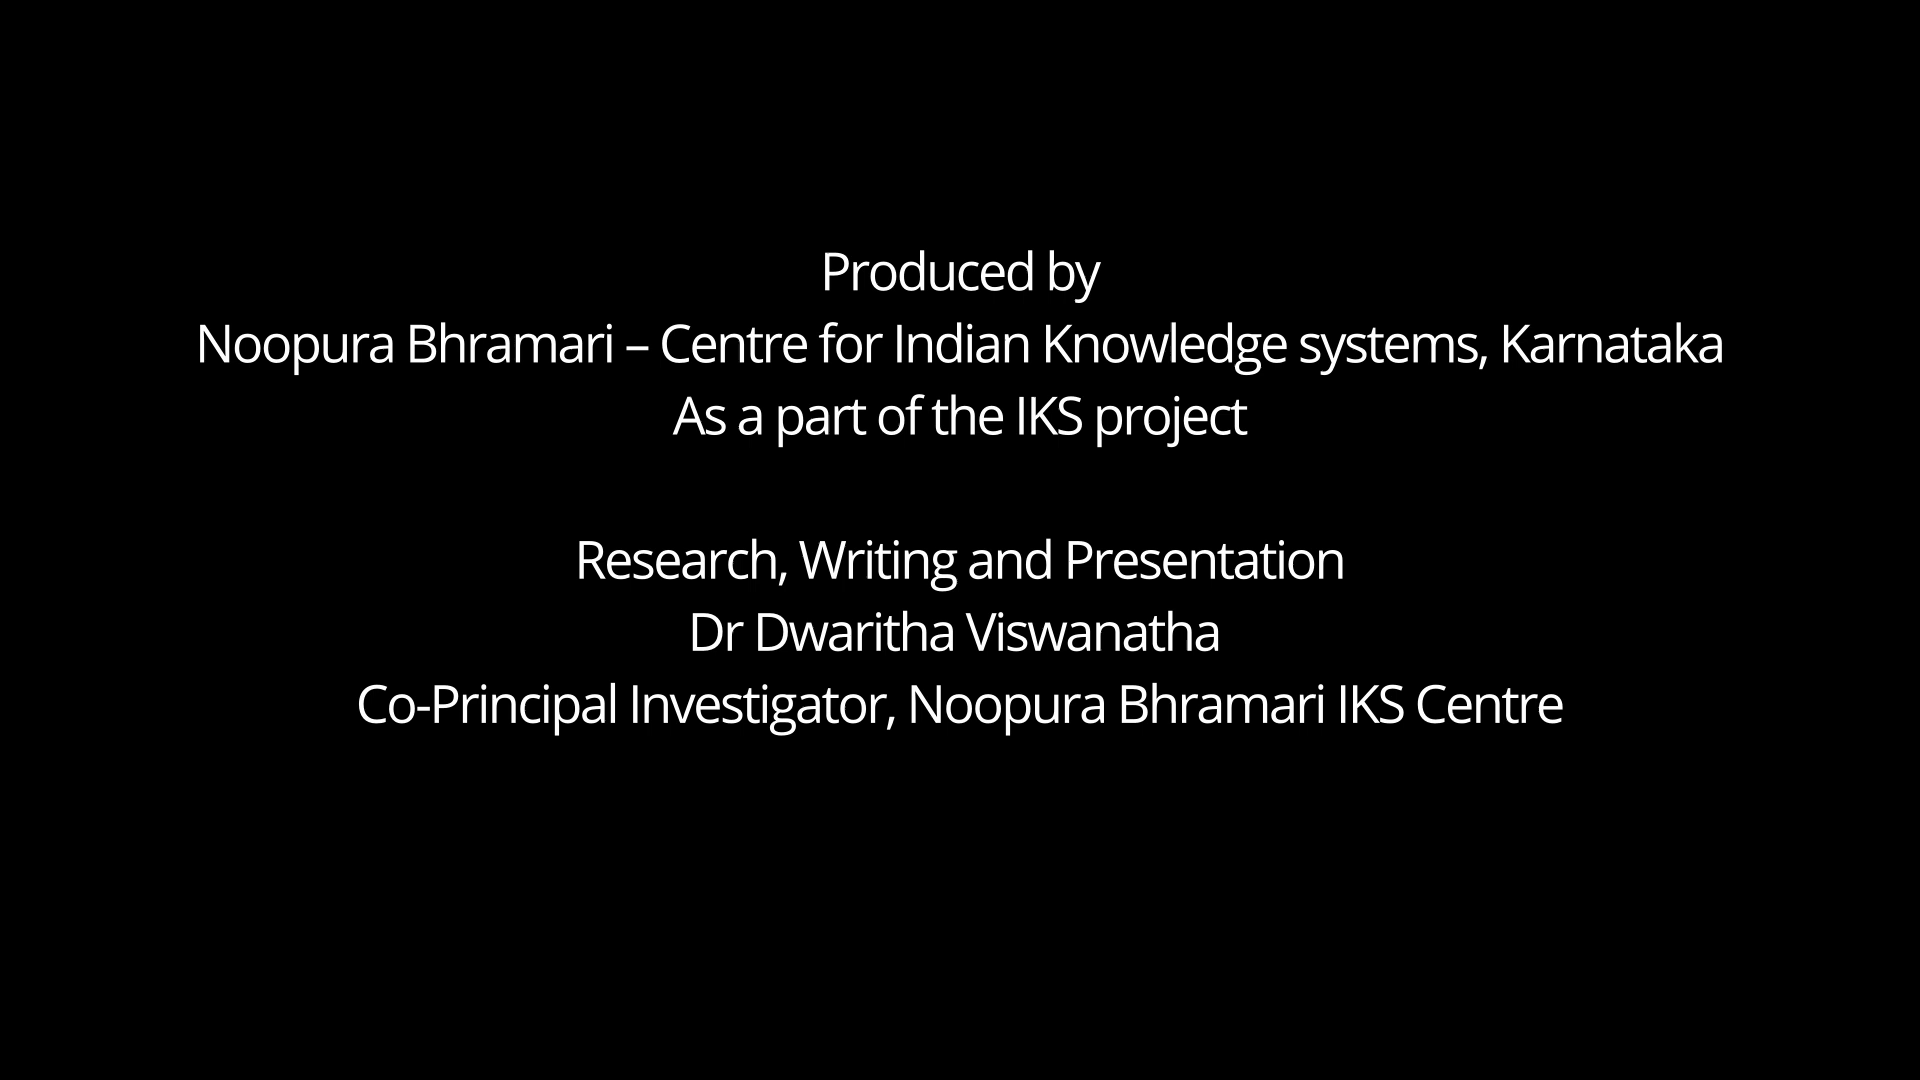 Produced by
Noopura Bhramari – Centre for Indian Knowledge systems, Karnataka
As a part of the IKS project
Research, Writing and Presentation
Dr Dwaritha Viswanatha
Co-Principal Investigator, Noopura Bhramari IKS Centre